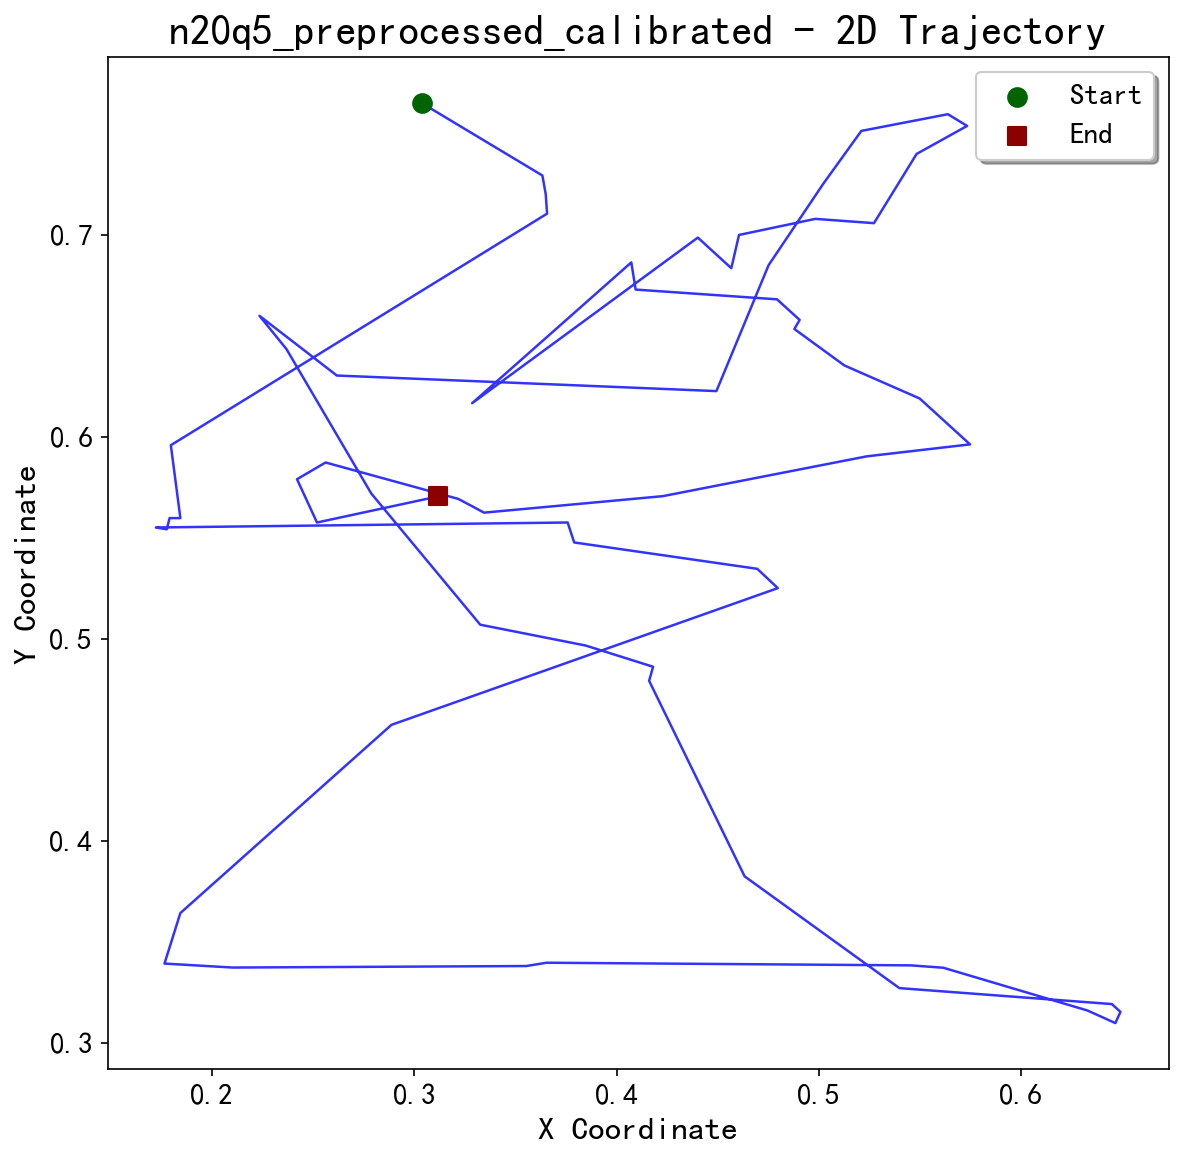 n20q5_preprocessed_calibrated - 2D Trajectory
Start
End
0.7
0.6
0.5
0.4
0.3
Y Coordinate
0.2 0.3 0.4 0.5 0.6
X Coordinate